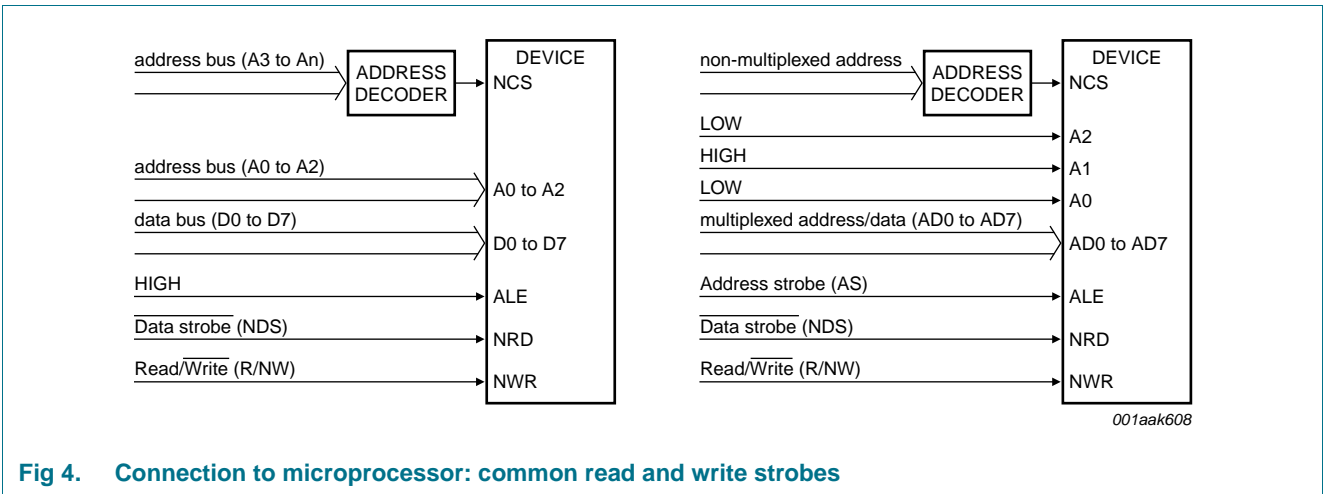 address bus (A3 to An)
ADDRESS
DECODER
DEVICE
NCS
address bus (A0 to A2)
A0 to A2
data bus (D0 to D7)
D0 to D7
HIGH
ALE
Data strobe (NDS)
NRD
Read/Write (R/NW)
NWR
non-multiplexed address
ADDRESS
DECODER
DEVICE
NCS
LOW
A2
HIGH
A1
LOW
A0
multiplexed address/data (AD0 to AD7)
AD0 to AD7
Address strobe (AS)
ALE
Data strobe (NDS)
NRD
Read/Write (R/NW)
NWR
001aak608
Fig 4. Connection to microprocessor: common read and write strobes